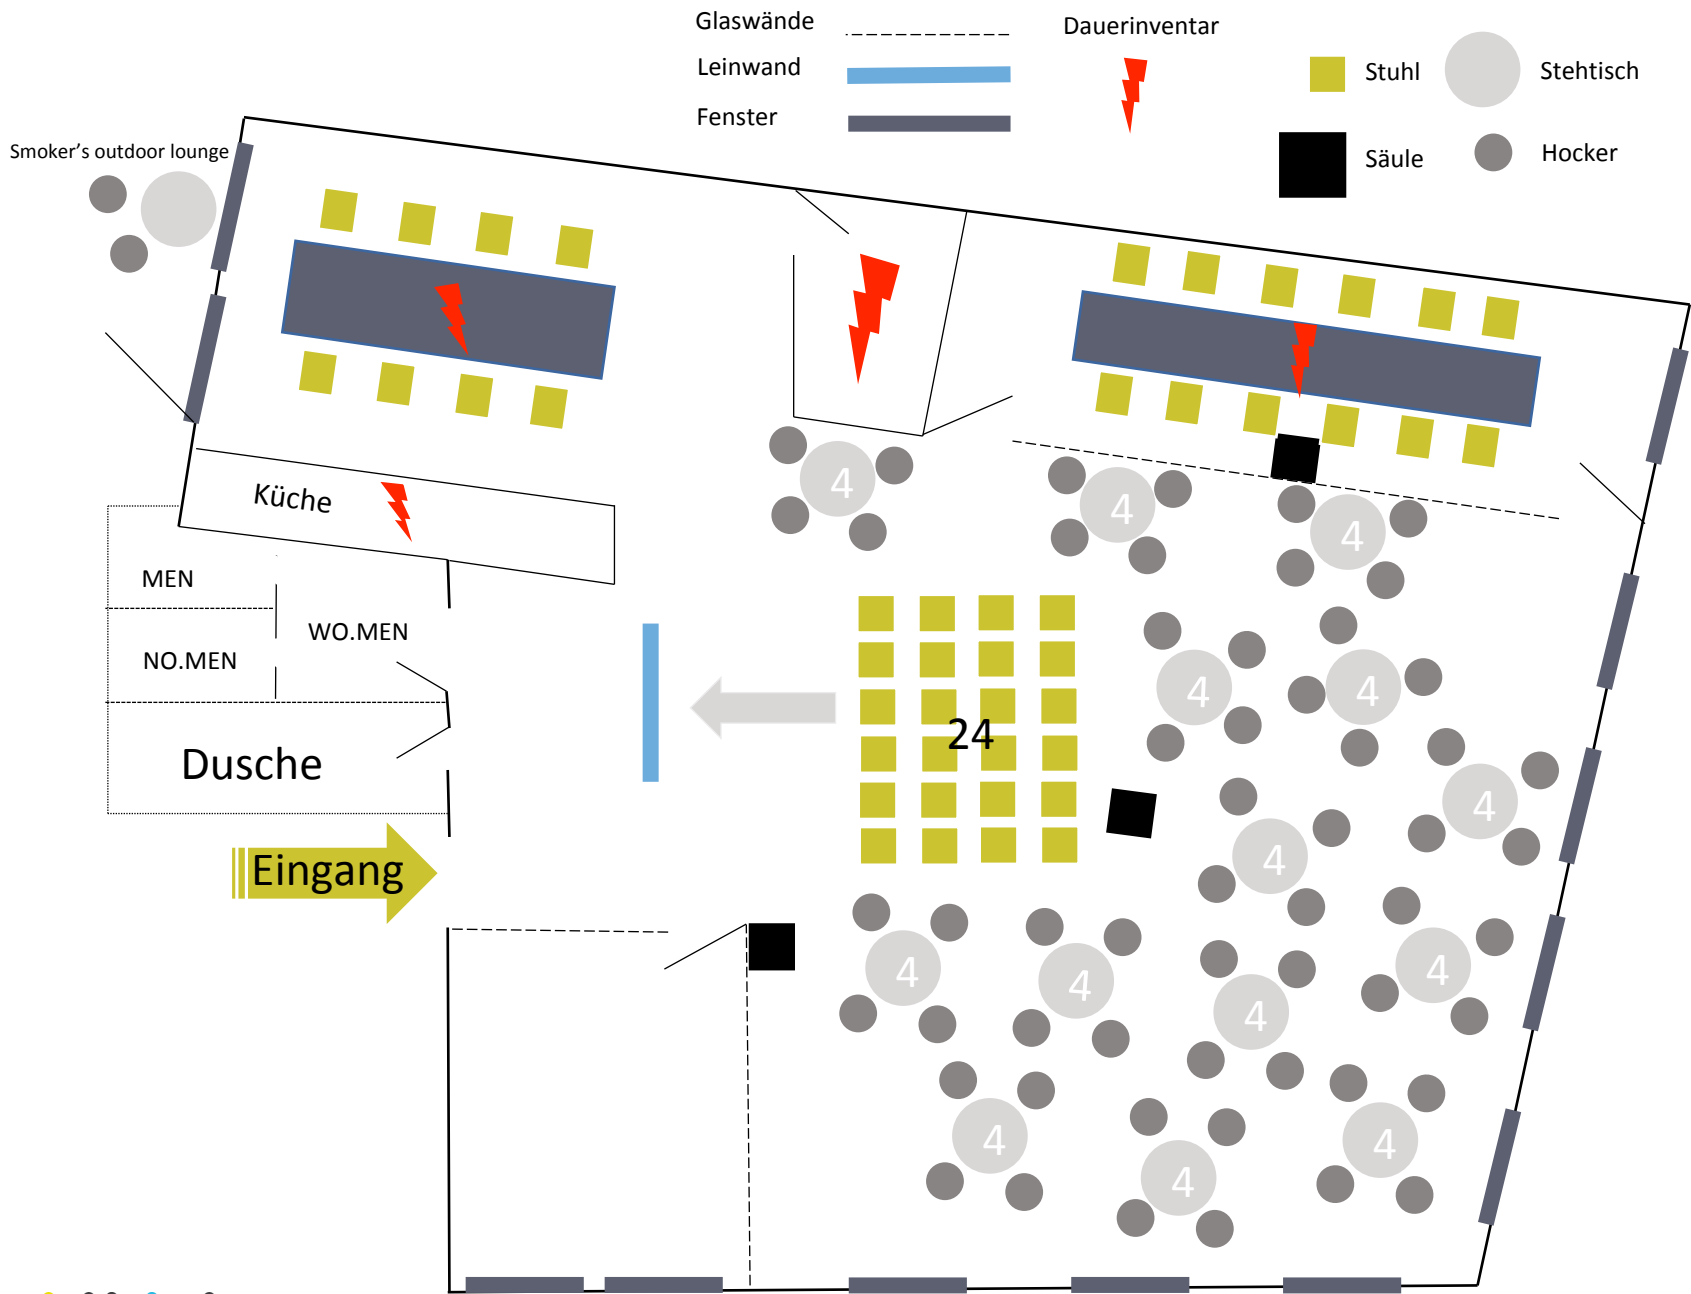 Glaswände
Dauerinventar
Leinwand
Stuhl
Stehtisch
Fenster
Säule
Hocker
Smoker's outdoor lounge
4
4
Küche
4
MEN
WO.MEN
NO.MEN
4
4
24
Dusche
4
4
Eingang
4
4
4
4
4
4
4